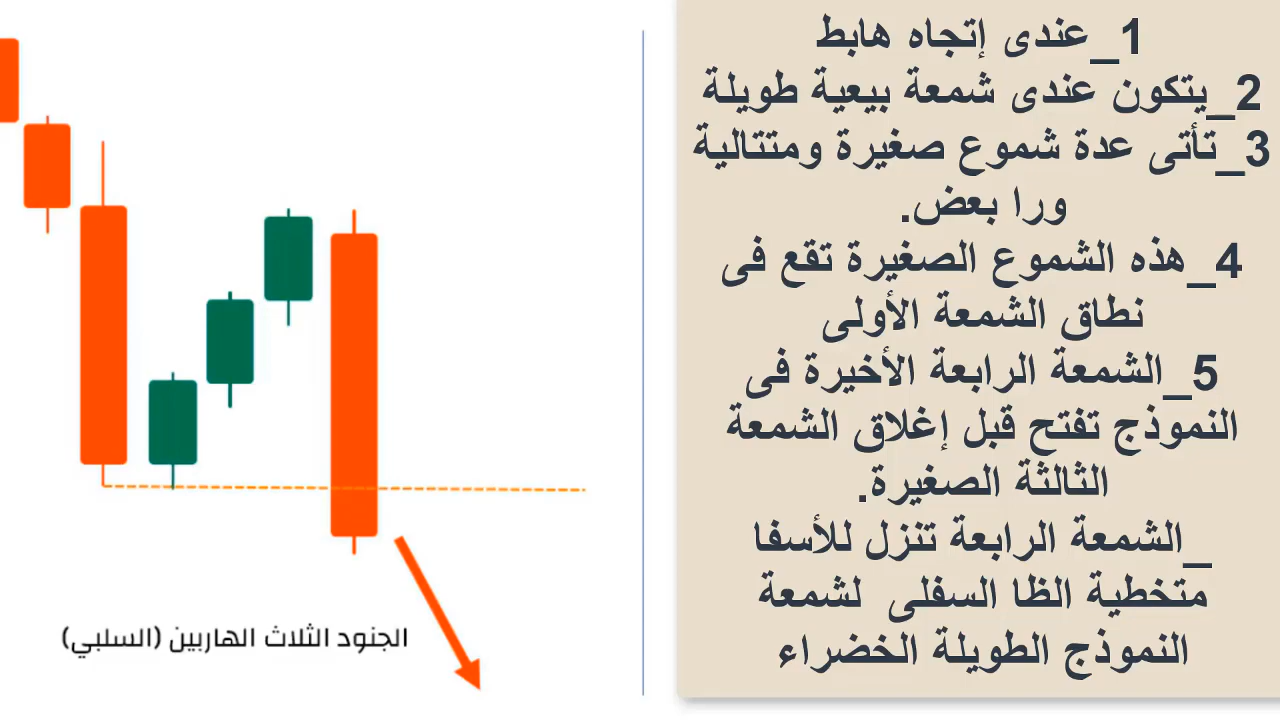 1_عندى إتجاه هابط
2_يتكون عندى شمعة بيعية طويلة
3_تأتى عدة شموع صغيرة ومتتالية
ورا بعض.
4_هذه الشموع الصغيرة تقع فى
نطاق الشمعة الأولى
5_الشمعة الرابعة الأخيرة فى
النموذج تفتح قبل إغلاق الشمعة
الثالثة الصغيرة.
_الشمعة الرابعة تنزل للأسفا
متخطية الظا السفلى لشمعة
النموذج الطويلة الخضراء
الجنود الثلاث الهاربين (السلبي)